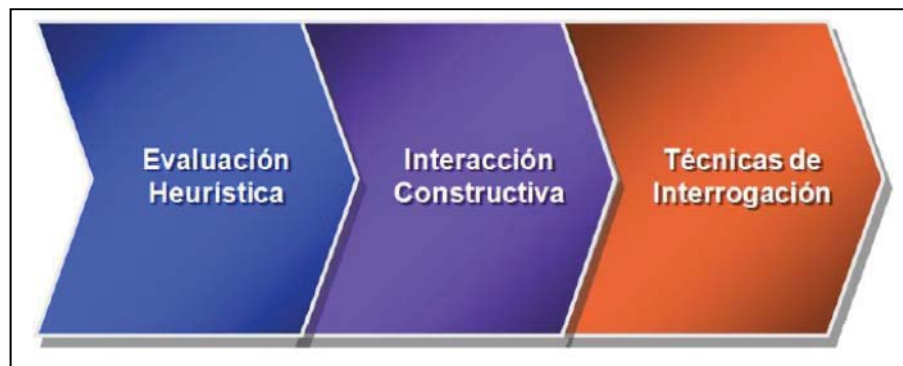 Evaluación
Heurística
Interacción
Constructiva
Técnicas de
Interrogación